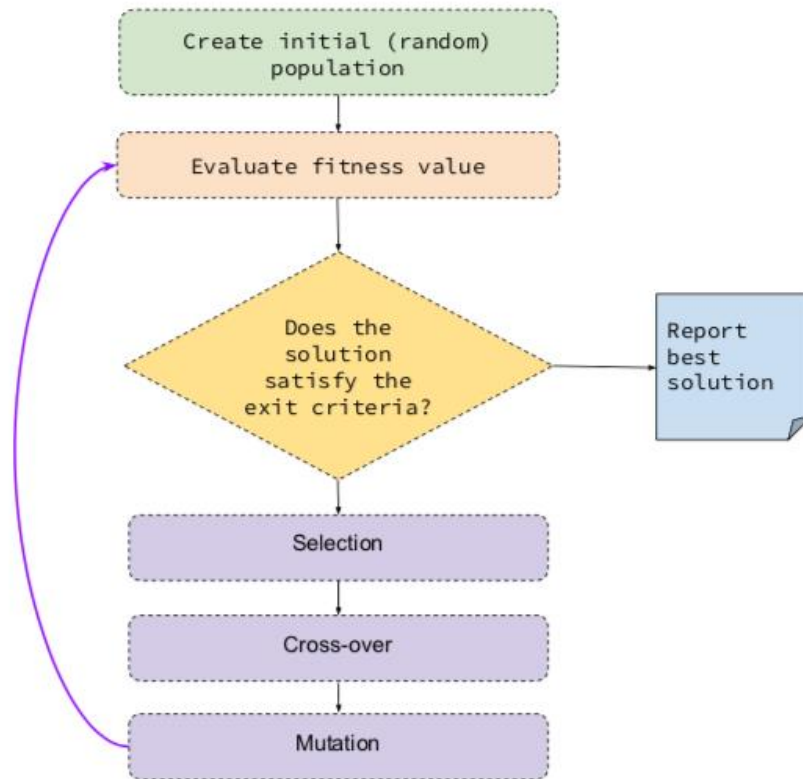 Create initial (random)
population
Evaluate fitness value
Does the
solution
satisfy the
exit criteria?
Report
best
solution
Selection
Cross-over
Mutation